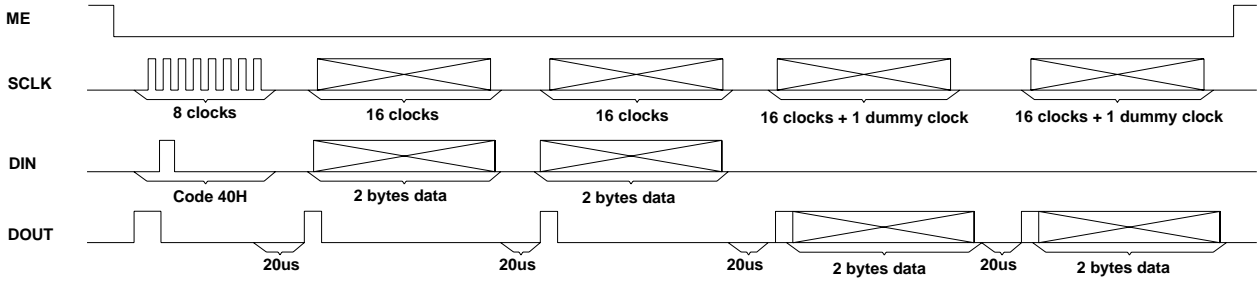 ME
SCLK
8 clocks
16 clocks
16 clocks
16 clocks + 1 dummy clock
16 clocks + 1 dummy clock
DIN
Code 40H
2 bytes data
2 bytes data
DOUT
20us
20us
20us
2 bytes data
20us
2 bytes data